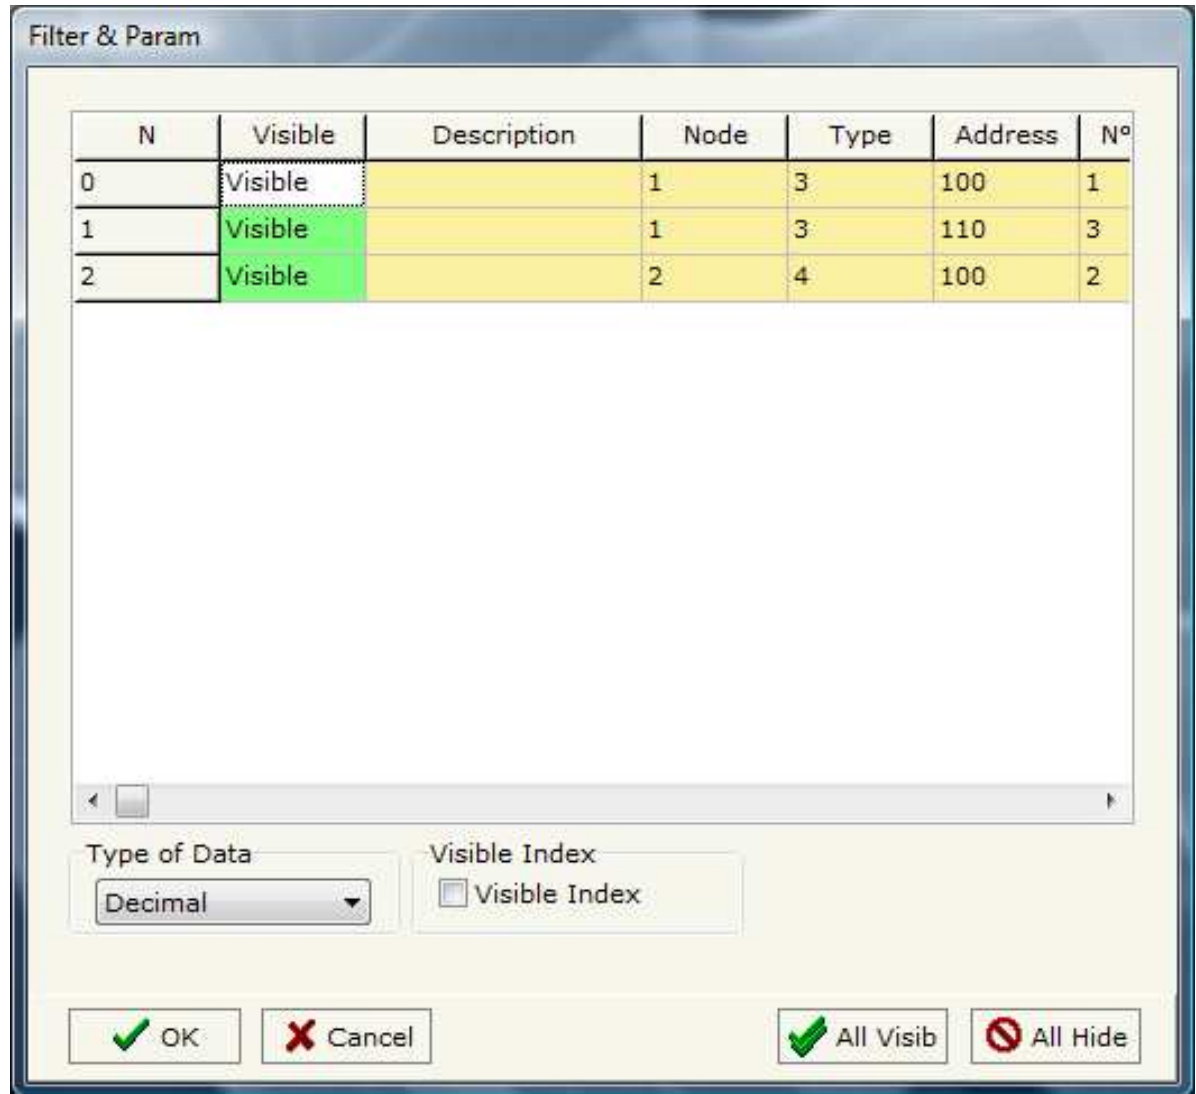 Filter & Param
N Visible Description Node Type Address Nº
0 Visible 1 3 100 1
1 Visible 1 3 110 3
2 Visible 2 4 100 2
Type of Data Visible Index
Decimal Visible Index
OK Cancel All Visib All Hide